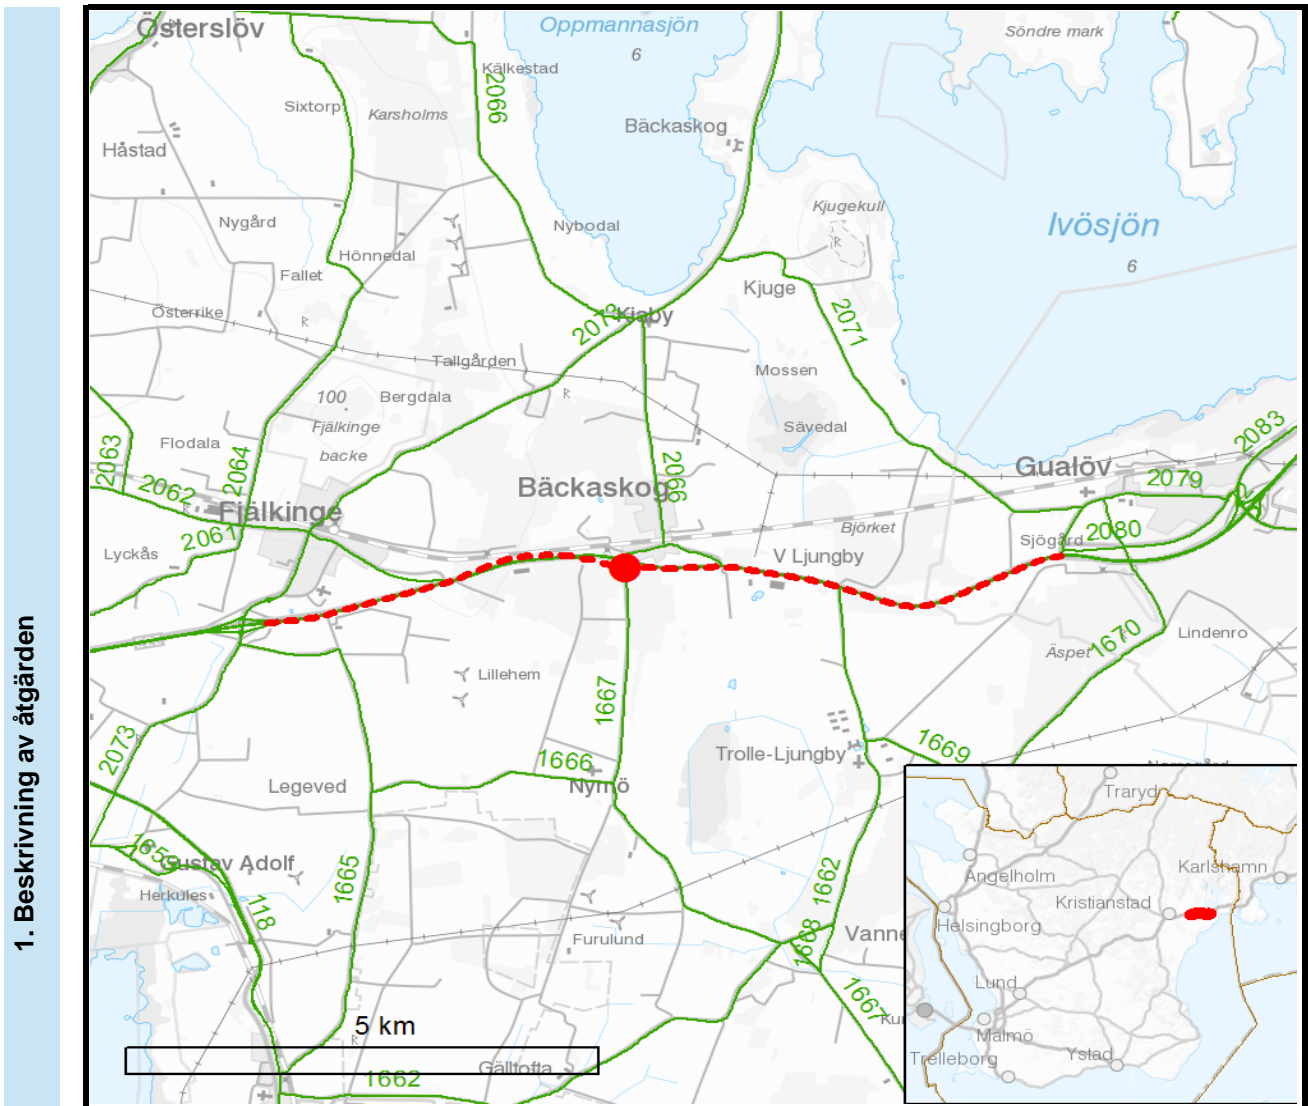 1. Beskrivning av åtgärden
Österslöv
Oppmannasjön
6
Söndre mark
Kälkestad
2066
Sixtorp
Karsholms
Bäckaskog
Håstad
Kjugekull
Nygård
Nybodal
Ivösjön
6
Hönnedal
Fallet
Kjuge
Österrike
2073
Kiaby
2071
Tallgården
Mossen
100
Bergdala
Fjälkinge
backe
Sävedal
Flodala
2063
2064
2062
2083
Gualöv
2079
Bäckaskog
2066
Fjälkinge
2061
Björket
2080
Sjögård
Lyckås
V Ljungby
1670
Lindenro
Äspet
Lillehem
1667
2073
1669
Trolle-Ljungby
1666
Legeved
Nymö
Gustav Adolf
1665
1662
Herkules
118
1668
Vanne
Furulund
1667
5 km
Gälltofta
1662
Traryd
Karlshamn
Ängelholm
Kristianstad
Helsingborg
Lund
Malmö
Trelleborg
Ystad